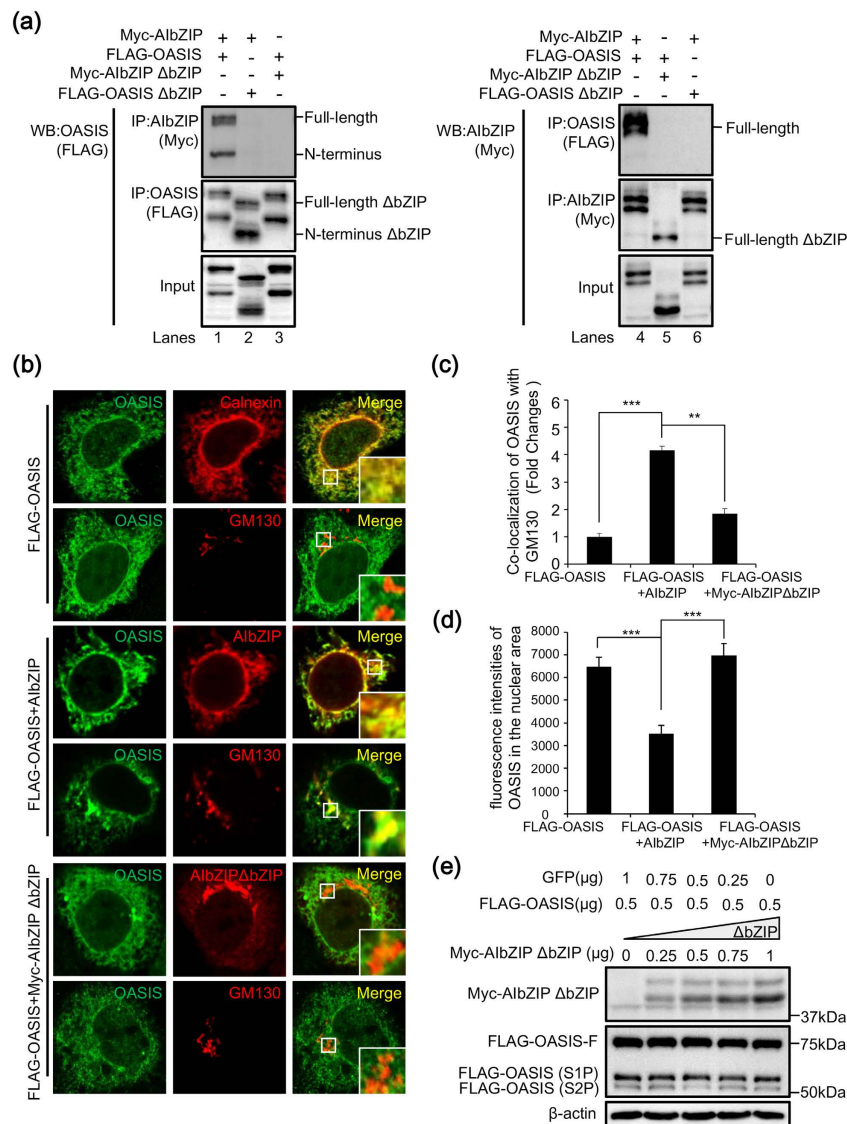 (a)
Myc-AIbZIP + + -
FLAG-OASIS + - +
Myc-AIbZIP ΔbZIP - - +
FLAG-OASIS ΔbZIP - + -
WB:OASIS
(FLAG)
IP:AIbZIP
(Myc)
Full-length
N-terminus
IP:OASIS
(FLAG)
Full-length ΔbZIP
N-terminus ΔbZIP
Input
Lanes 1 2 3
Myc-AIbZIP + - +
FLAG-OASIS + + -
Myc-AIbZIP ΔbZIP - + -
FLAG-OASIS ΔbZIP - - +
WB:AIbZIP
(Myc)
IP:OASIS
(FLAG)
Full-length
IP:AIbZIP
(Myc)
Full-length ΔbZIP
Input
Lanes 4 5 6
(b)
FLAG-OASIS
OASIS Calnexin Merge
OASIS GM130 Merge
FLAG-OASIS+AIbZIP
OASIS AIbZIP Merge
OASIS GM130 Merge
FLAG-OASIS+Myc-AIbZIP ΔbZIP
OASIS AIbZIPΔbZIP Merge
OASIS GM130 Merge
(c)
Co-localization of OASIS with
GM130 (Fold Changes )
6
5
4
3
2
1
0
*** **
FLAG-OASIS FLAG-OASIS FLAG-OASIS
+AIbZIP +Myc-AIbZIPΔbZIP
(d)
fluorescence intensities of
OASIS in the nuclear area
8000
7000
6000
5000
4000
3000
2000
1000
0
*** ***
FLAG-OASIS FLAG-OASIS FLAG-OASIS
+AIbZIP +Myc-AIbZIPΔbZIP
(e)
GFP(μg) 1 0.75 0.5 0.25 0
FLAG-OASIS(μg) 0.5 0.5 0.5 0.5 0.5
ΔbZIP
Myc-AIbZIP ΔbZIP (μg) 0 0.25 0.5 0.75 1
Myc-AIbZIP ΔbZIP
37kDa
FLAG-OASIS-F
75kDa
FLAG-OASIS (S1P)
FLAG-OASIS (S2P)
50kDa
β-actin